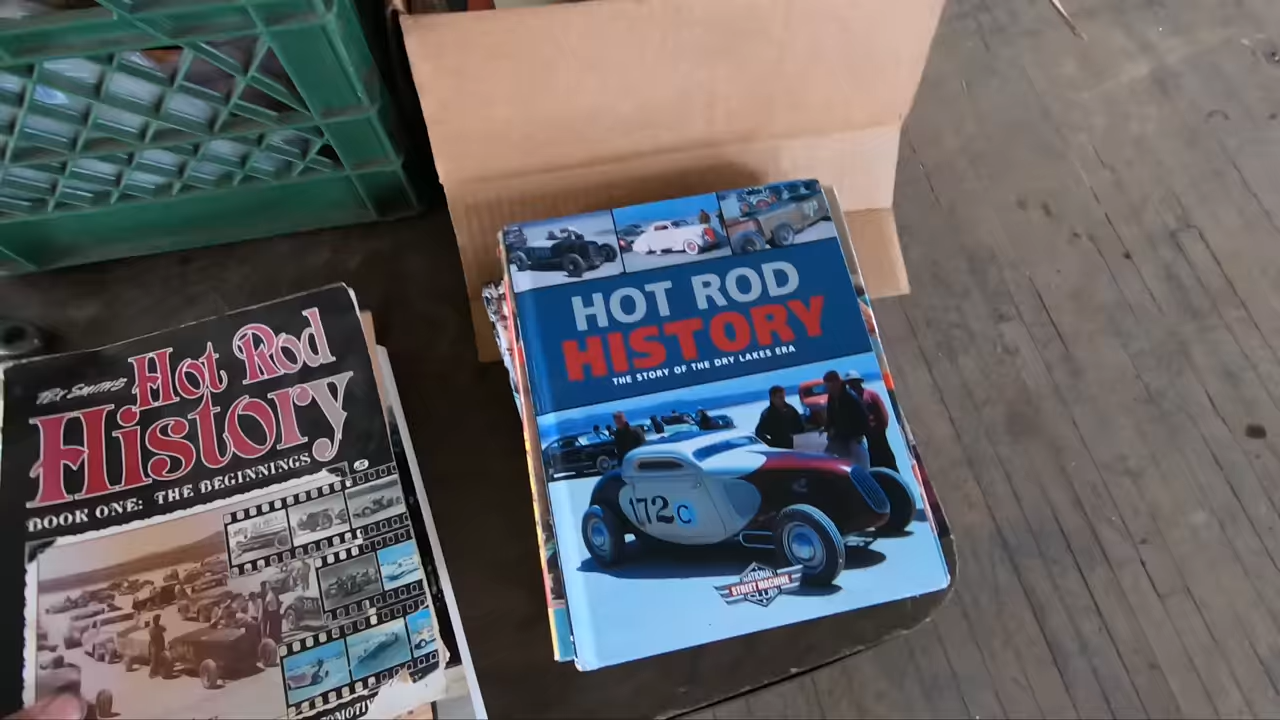 TEX SMITH'S
Hot Rod
History
BOOK ONE: THE BEGINNINGS
HOT ROD
HISTORY
THE STORY OF THE DRY LAKES ERA
172C
NATIONAL
STREET MACHINE
CLUB